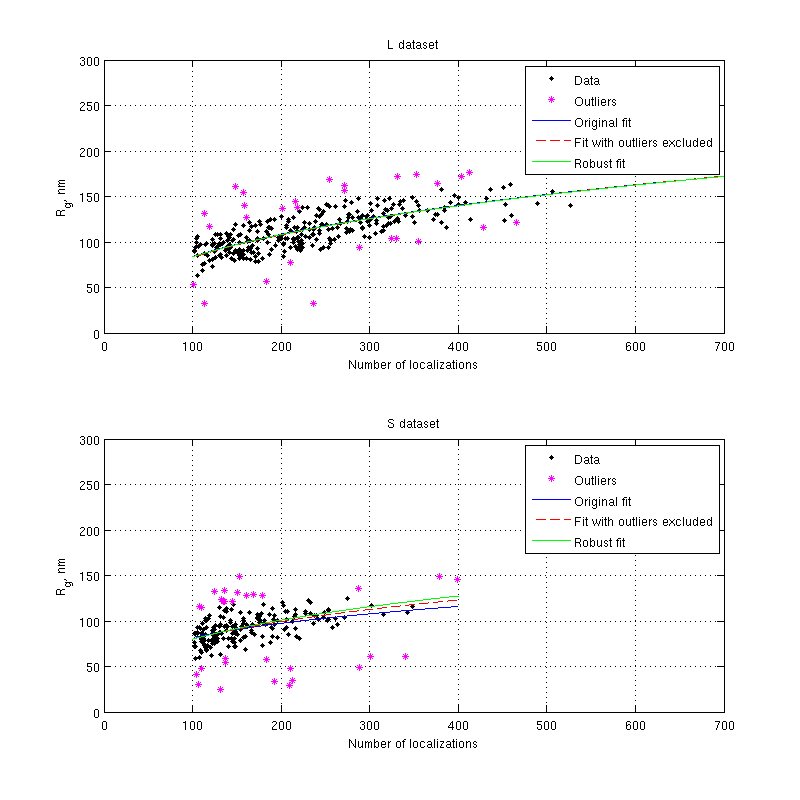 L dataset
300
250
200
150
100
50
0
Rg, nm
Data
Outliers
Original fit
Fit with outliers excluded
Robust fit
0 100 200 300 400 500 600 700
Number of localizations
S dataset
300
250
200
150
100
50
0
Rg, nm
Data
Outliers
Original fit
Fit with outliers excluded
Robust fit
0 100 200 300 400 500 600 700
Number of localizations